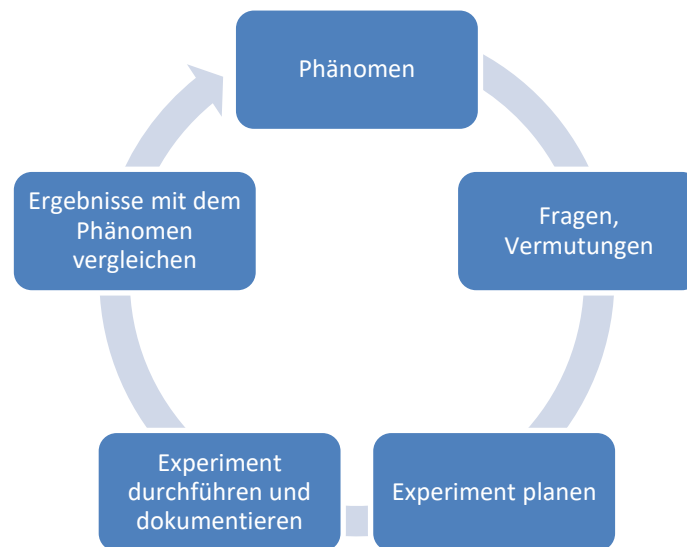 Phänomen
Fragen,
Vermutungen
Experiment planen
Experiment
durchführen und
dokumentieren
Ergebnisse mit dem
Phänomen
vergleichen